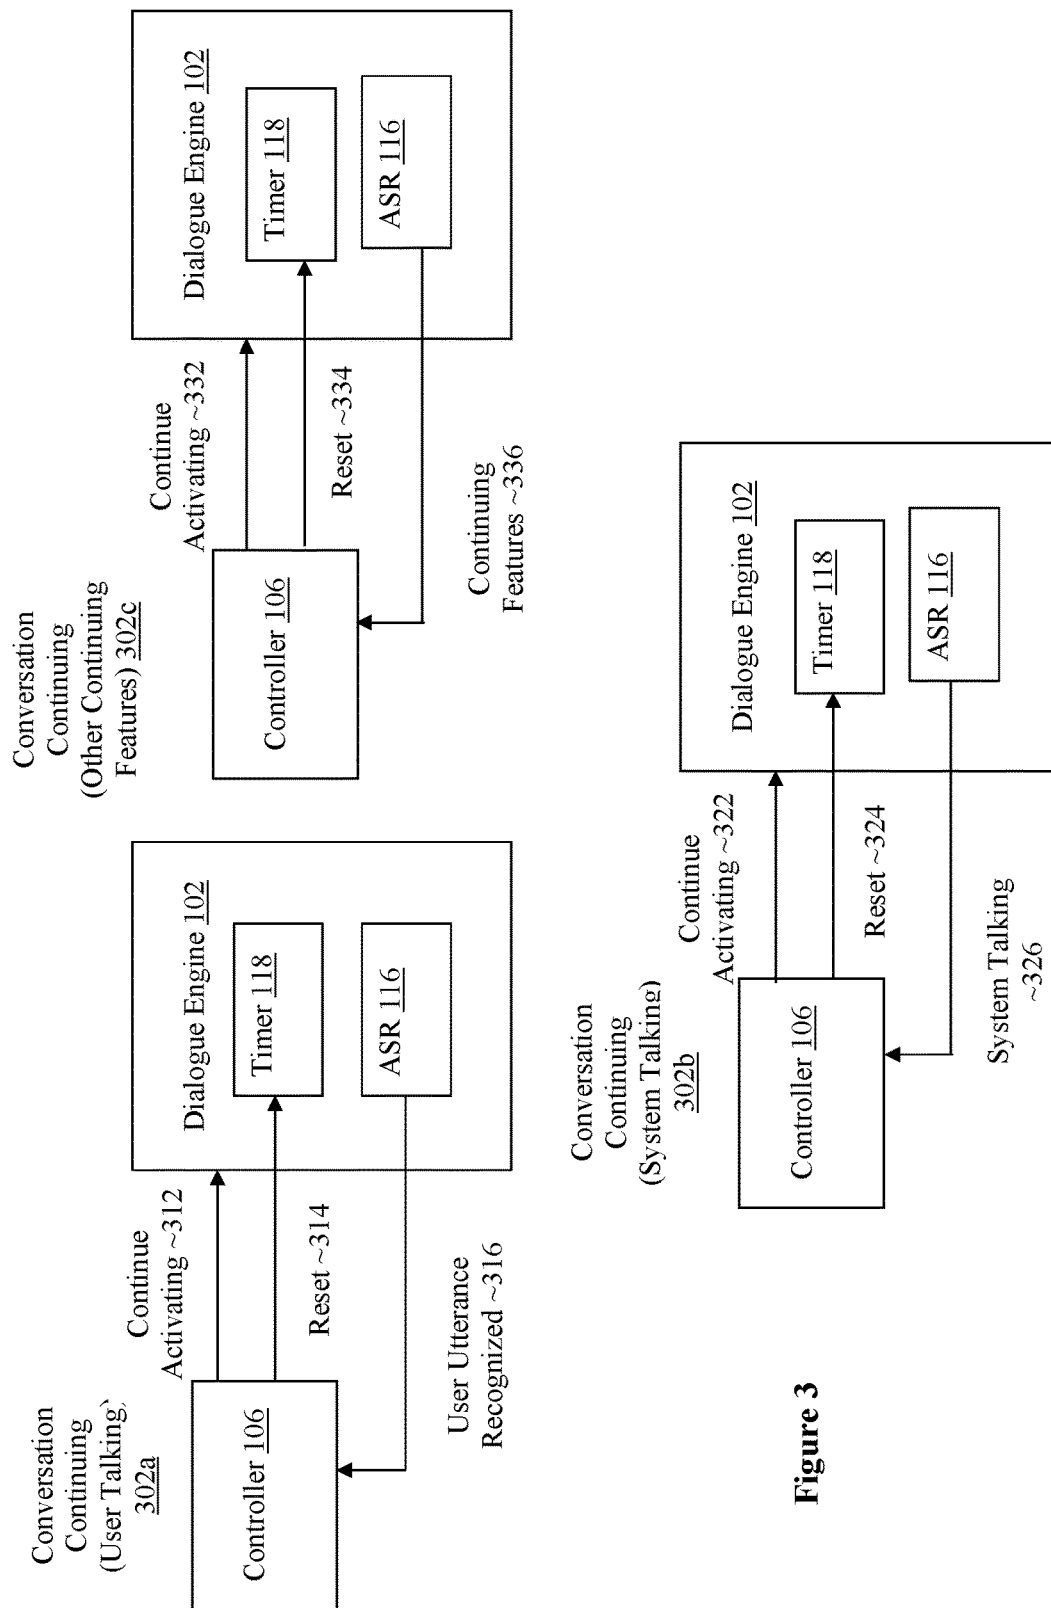 Conversation
Continuing
(User Talking)
302a
Controller 106
Continue
Activating ~312
Reset ~314
User Utterance
Recognized ~316
Dialogue Engine 102
Timer 118
ASR 116
Conversation
Continuing
(Other Continuing
Features) 302c
Controller 106
Continue
Activating ~332
Reset ~334
Continuing
Features ~336
Dialogue Engine 102
Timer 118
ASR 116
Conversation
Continuing
(System Talking)
302b
Controller 106
Continue
Activating ~322
Reset ~324
System Talking
~326
Dialogue Engine 102
Timer 118
ASR 116
Figure 3